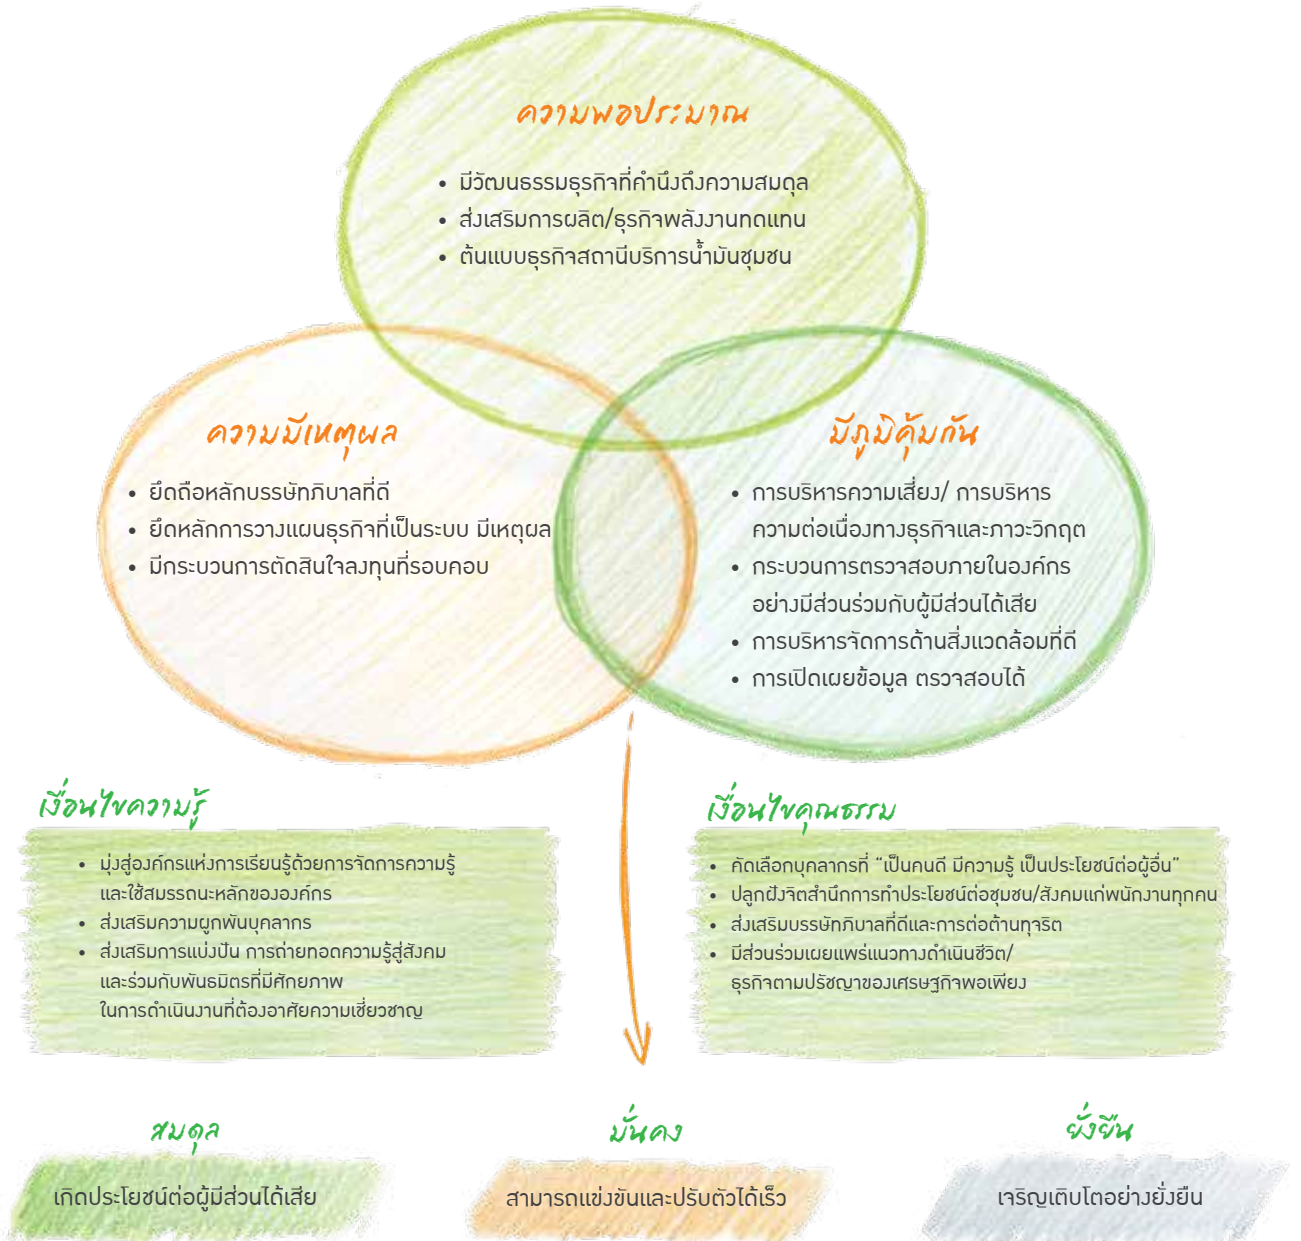 ความพอประมาณ
• มีวัฒนธรรมธุรกิจที่คำนึงถึงความสมดุล
• ส่งเสริมการผลิต/ธุรกิจพลังงานทดแทน
• ต้นแบบธุรกิจสถานีบริการน้ำมันชุมชน
ความมีเหตุผล
• ยึดถือหลักบรรษัทภิบาลที่ดี
• ยึดหลักการวางแผนธุรกิจที่เป็นระบบ มีเหตุผล
• มีกระบวนการตัดสินใจลงทุนที่รอบคอบ
มีภูมิคุ้มกัน
• การบริหารความเสี่ยง/ การบริหาร
ความต่อเนื่องทางธุรกิจและภาวะวิกฤต
• กระบวนการตรวจสอบภายในองค์กร
อย่างมีส่วนร่วมกับผู้มีส่วนได้เสีย
• การบริหารจัดการด้านสิ่งแวดล้อมที่ดี
• การเปิดเผยข้อมูล ตรวจสอบได้
เงื่อนไขความรู้
• มุ่งสู่องค์กรแห่งการเรียนรู้ด้วยการจัดการความรู้
และใช้สมรรถนะหลักขององค์กร
• ส่งเสริมความผูกพันบุคลากร
• ส่งเสริมการแบ่งปัน การถ่ายทอดความรู้สู่สังคม
และร่วมกับพันธมิตรที่มีศักยภาพ
ในการดำเนินงานที่ต้องอาศัยความเชี่ยวชาญ
เงื่อนไขคุณธรรม
• คัดเลือกบุคลากรที่ “เป็นคนดี มีความรู้ เป็นประโยชน์ต่อผู้อื่น”
• ปลูกฝังจิตสำนึกการทำประโยชน์ต่อชุมชน/สังคมแก่พนักงานทุกคน
• ส่งเสริมบรรษัทภิบาลที่ดีและการต่อต้านทุจริต
• มีส่วนร่วมเผยแพร่แนวทางดำเนินชีวิต/
ธุรกิจตามปรัชญาของเศรษฐกิจพอเพียง
สมดุล
เกิดประโยชน์ต่อผู้มีส่วนได้เสีย
มั่นคง
สามารถแข่งขันและปรับตัวได้เร็ว
ยั่งยืน
เจริญเติบโตอย่างยั่งยืน